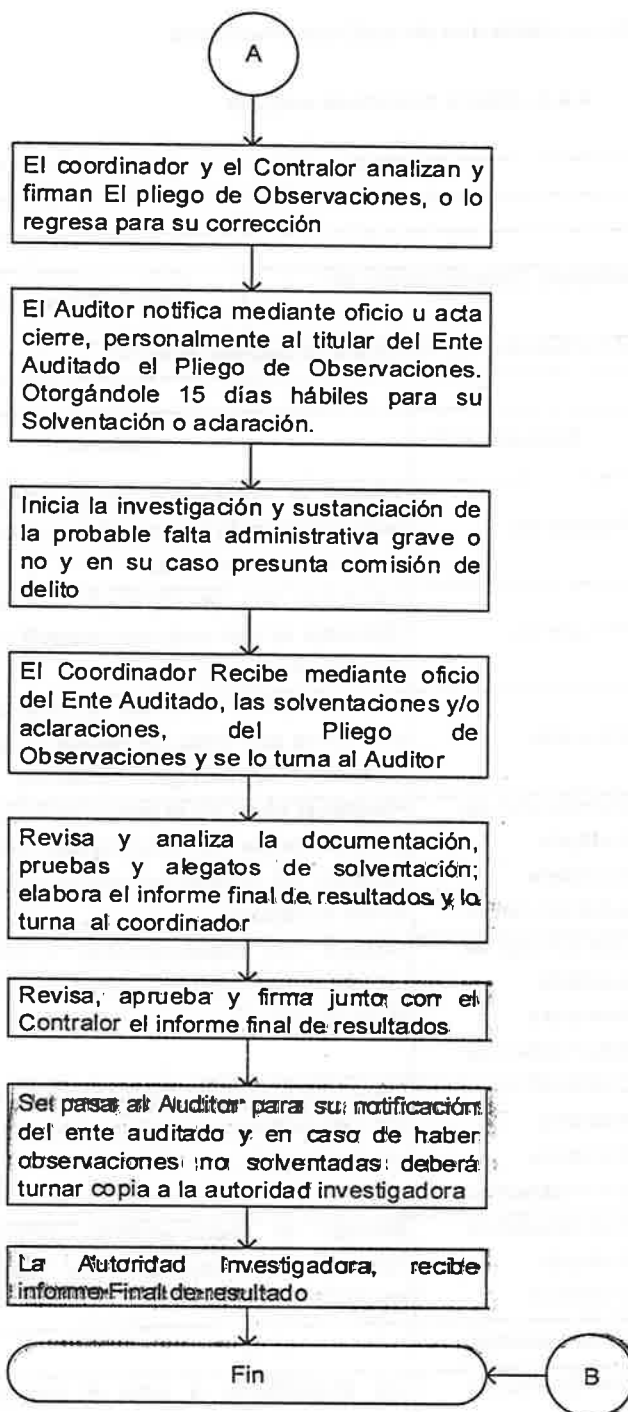 A
El coordinador y el Contralor analizan y
firman El pliego de Observaciones, o lo
regresa para su corrección
El Auditor notifica mediante oficio u acta
cierre, personalmente al titular del Ente
Auditado el Pliego de Observaciones.
Otorgándole 15 días hábiles para su
Solventación o aclaración.
Inicia la investigación y sustanciación de
la probable falta administrativa grave o
no y en su caso presunta comisión de
delito
El Coordinador Recibe mediante oficio
del Ente Auditado, las solventaciones y/o
aclaraciones, del Pliego de
Observaciones y se lo turna al Auditor
Revisa y analiza la documentación,
pruebas y alegatos de solventación;
elabora el informe final de resultados y lo
turna al coordinador
Revisa, aprueba y firma junto con el
Contralor el informe final de resultados
Se pasa al Auditor para su notificación
del ente auditado y en caso de haber
observaciones no solventadas deberá
turnar copia a la autoridad investigadora
La Autoridad Investigadora, recibe
informe Final de resultado
Fin
B